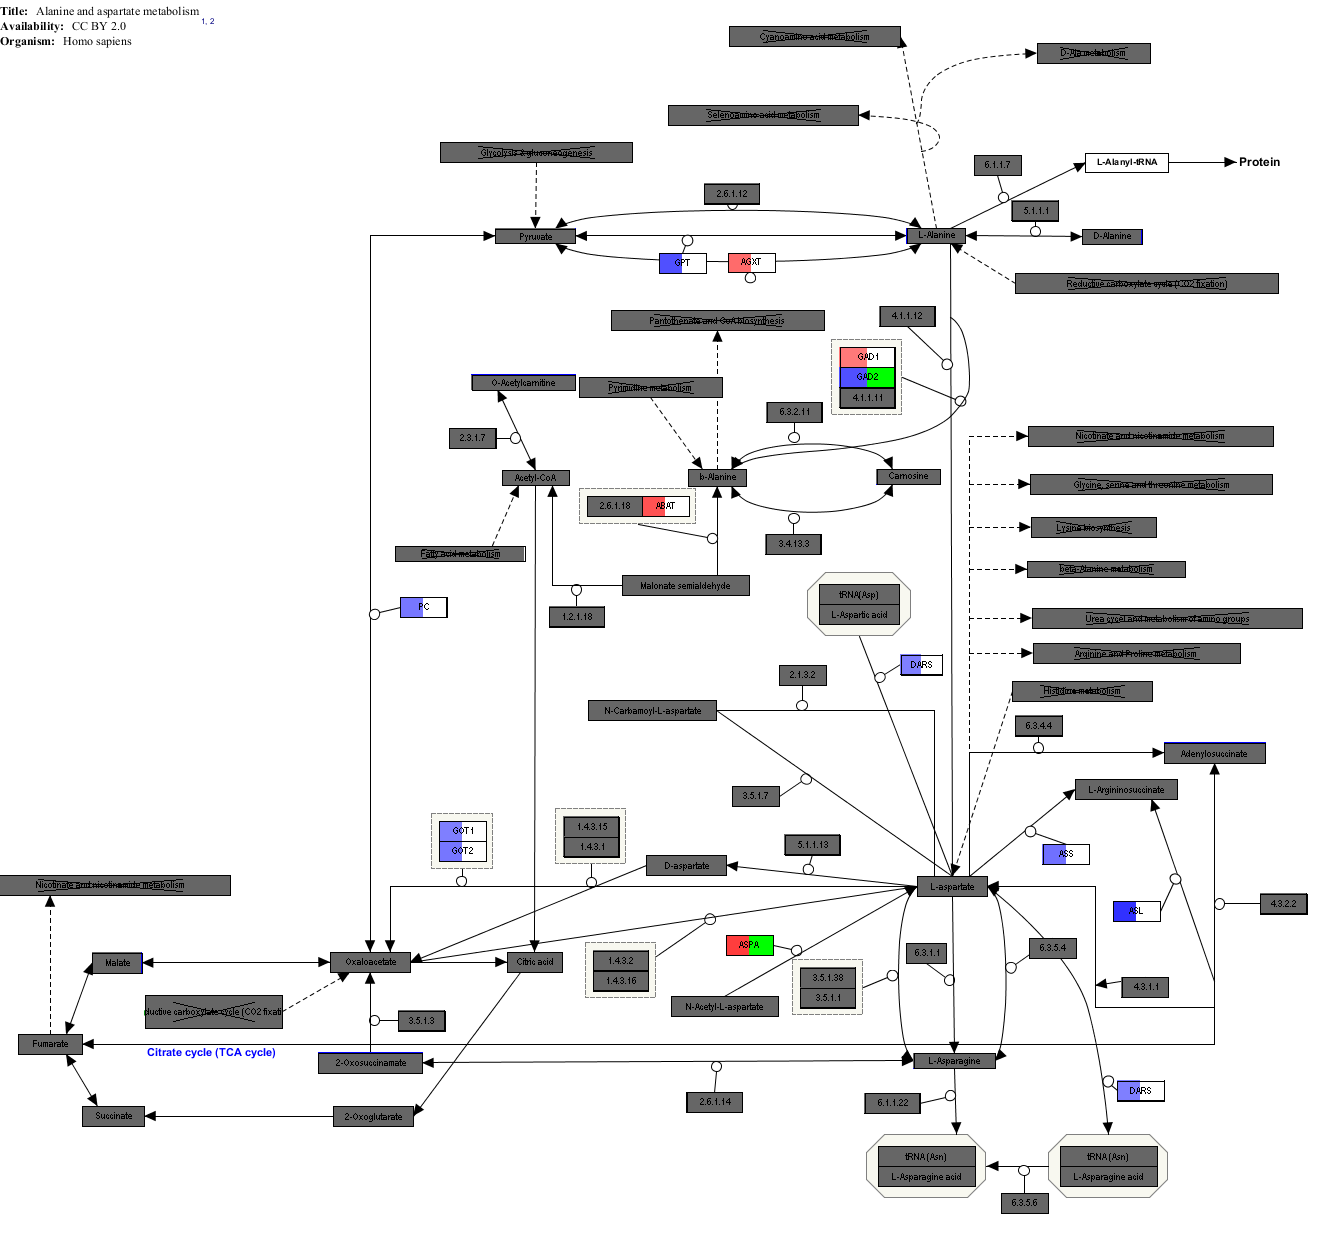 Title: Alanine and aspartate metabolism
Availability: CC BY 2.0
1, 2
Organism: Homo sapiens
Cyanoamino acid metabolism
D-Ala metabolism
Selenoamino acid metabolism
Glycolysis & gluconeogenesis
6.1.1.7
L-Alanyl-tRNA
Protein
2.6.1.12
5.1.1.1
Pyruvate
L-Alanine
D-Alanine
GPT
AGXT
Reductive carboxylate cycle (CO2 fixation)
Pantothenate and CoA biosynthesis
4.1.1.12
GAD1
GAD2
4.1.1.11
O-Acetylcarnitine
Pyrimidine metabolism
6.3.2.11
2.3.1.7
Nicotinate and nicotinamide metabolism
Acetyl-CoA
b-Alanine
Carnosine
Glycine, serine and threonine metabolism
2.6.1.18
ABAT
Lysine biosynthesis
3.4.13.3
Fatty acid metabolism
beta-Alanine metabolism
Malonate semialdehyde
tRNA(Asp)
L-Aspartic acid
PC
1.2.1.18
Urea cycel and metabolism of amino groups
Arginine and Proline metabolism
DARS
2.1.3.2
Histidine metabolism
N-Carbamoyl-L-aspartate
6.3.4.4
Adenylosuccinate
3.5.1.7
L-Argininosuccinate
GOT1
GOT2
1.4.3.15
1.4.3.1
5.1.1.13
ASS
D-aspartate
Nicotinate and nicotinamide metabolism
L-aspartate
ASL
4.3.2.2
ASPA
6.3.1.1
6.3.5.4
Malate
Oxaloacetate
Citric acid
1.4.3.2
1.4.3.16
3.5.1.38
3.5.1.1
4.3.1.1
N-Acetyl-L-aspartate
ductive carboxylate cycle (CO2 fixati
3.5.1.3
Fumarate
Citrate cycle (TCA cycle)
2-Oxosuccinamate
L-Asparagine
2.6.1.14
6.1.1.22
DARS
Succinate
2-Oxoglutarate
tRNA(Asn)
L-Asparagine acid
tRNA(Asn)
L-Asparagine acid
6.3.5.6